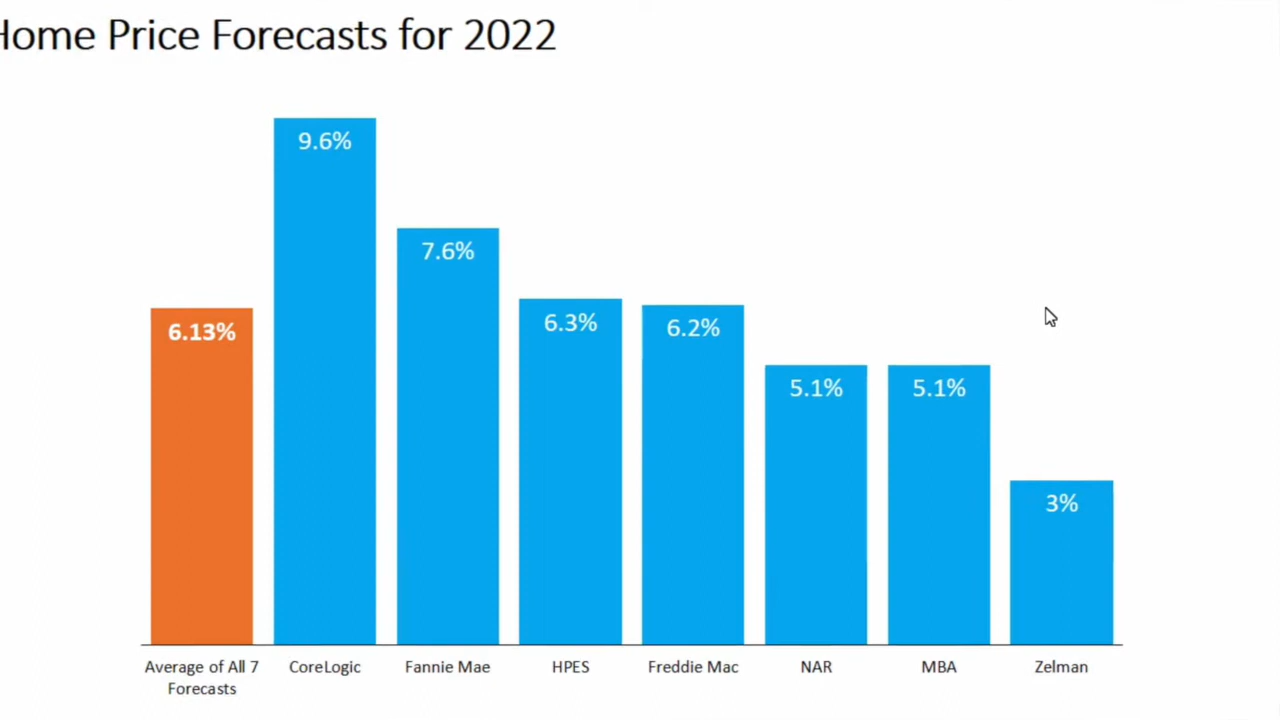 Home Price Forecasts for 2022
9.6%
7.6%
6.13%
6.3%
6.2%
5.1%
5.1%
3%
Average of All 7
Forecasts
CoreLogic
Fannie Mae
HPES
Freddie Mac
NAR
MBA
Zelman